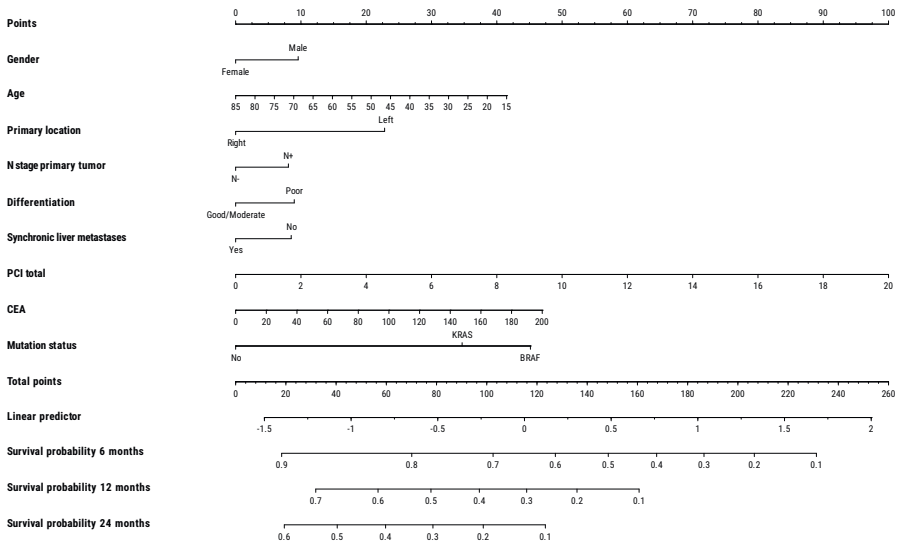 0 10 20 30 40 50 60 70 80 90 100
Points
Male
Gender
Female
Age
85 80 75 70 65 60 55 50 45 40 35 30 25 20 15
Left
Primary location
Right
N+
N stage primary tumor
N-
Poor
Differentiation
Good/Moderate
No
Synchronic liver metastases
Yes
PCI total
0 2 4 6 8 10 12 14 16 18 20
CEA
0 20 40 60 80 100 120 140 160 180 200
KRAS
Mutation status
No BRAF
Total points
0 20 40 60 80 100 120 140 160 180 200 220 240 260
Linear predictor
-1.5 -1 -0.5 0 0.5 1 1.5 2
Survival probability 6 months
0.9 0.8 0.7 0.6 0.5 0.4 0.3 0.2 0.1
Survival probability 12 months
0.7 0.6 0.5 0.4 0.3 0.2 0.1
Survival probability 24 months
0.6 0.5 0.4 0.3 0.2 0.1